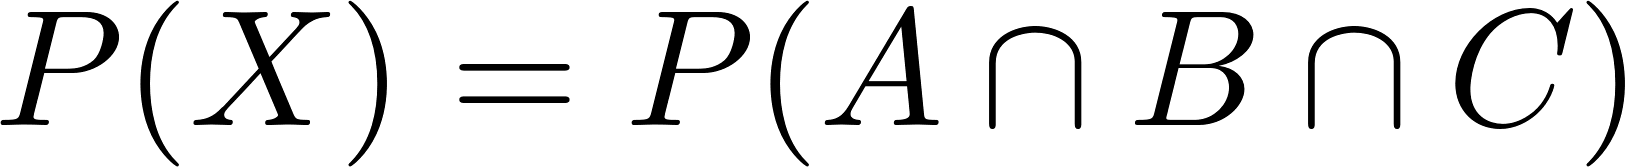 P(X) = P(A ∩ B ∩ C)